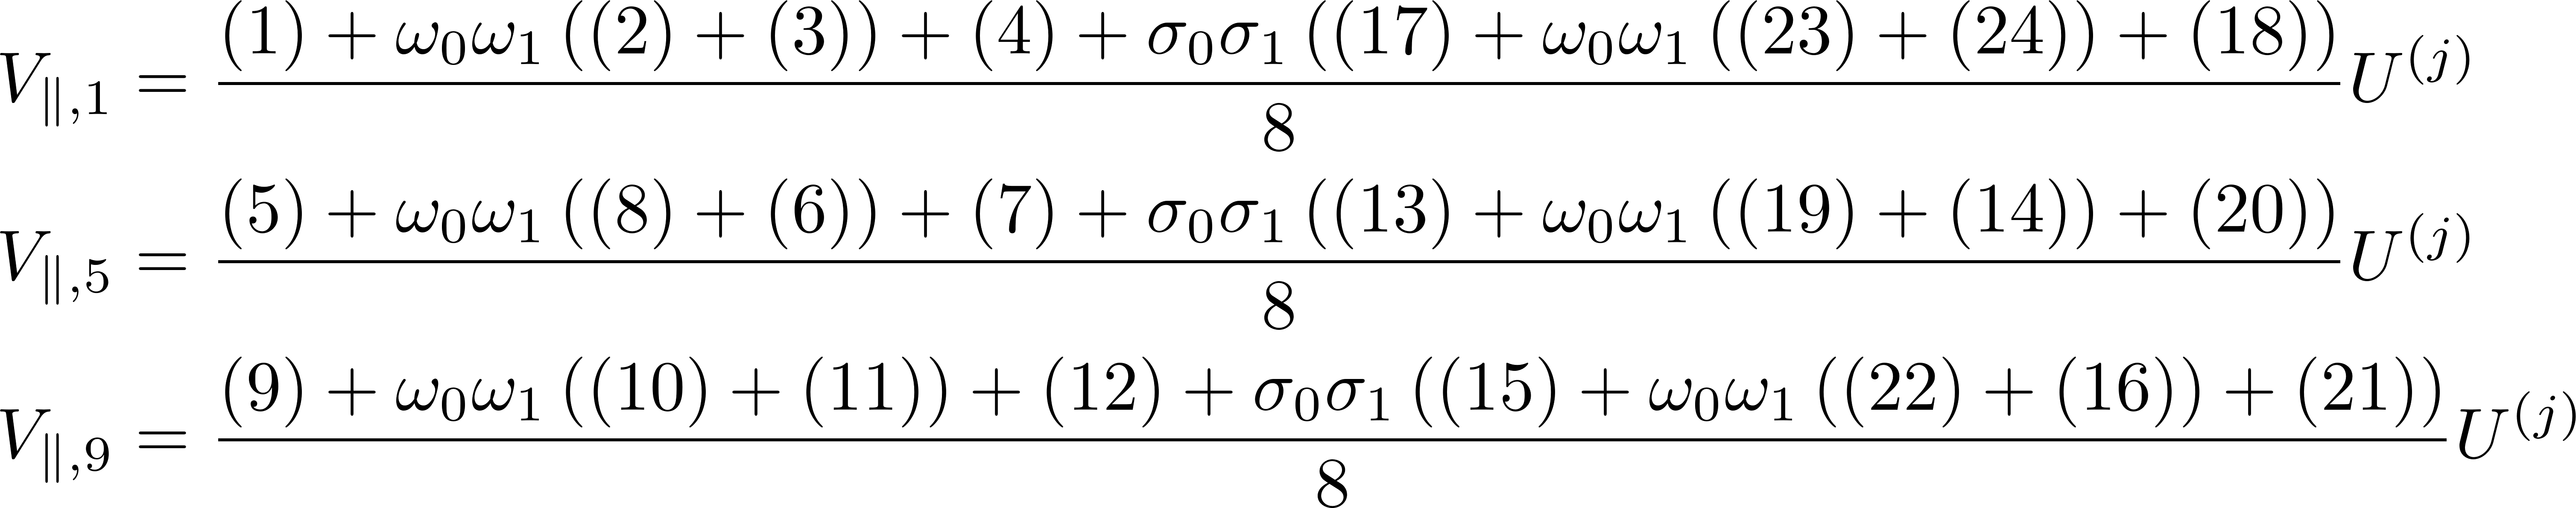 V_{\parallel,1} = \frac{(1) + \omega_0\omega_1 ((2) + (3)) + (4) + \sigma_0\sigma_1 ((17) + \omega_0\omega_1 ((23) + (24)) + (18))}{8} U^{(j)}
V_{\parallel,5} = \frac{(5) + \omega_0\omega_1 ((8) + (6)) + (7) + \sigma_0\sigma_1 ((13) + \omega_0\omega_1 ((19) + (14)) + (20))}{8} U^{(j)}
V_{\parallel,9} = \frac{(9) + \omega_0\omega_1 ((10) + (11)) + (12) + \sigma_0\sigma_1 ((15) + \omega_0\omega_1 ((22) + (16)) + (21))}{8} U^{(j)}